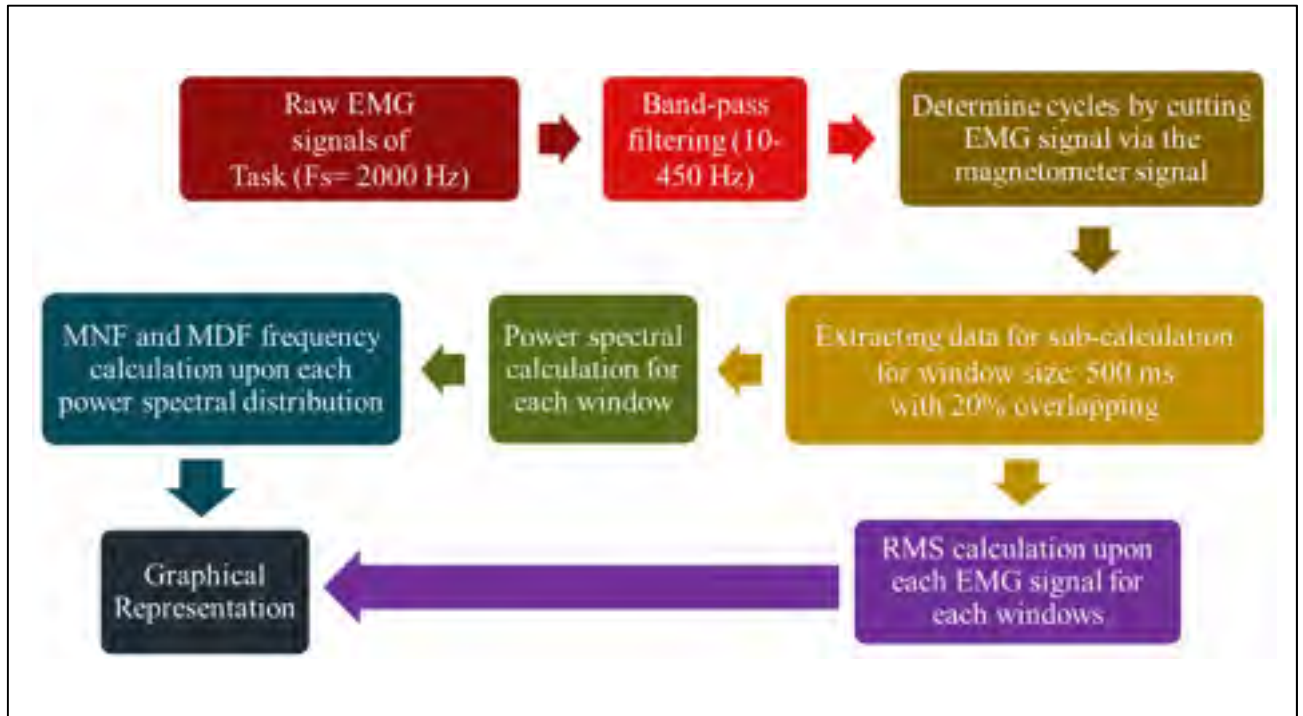 Raw EMG
signals of
Task (Fs= 2000 Hz)
Band-pass
filtering (10-
450 Hz)
Determine cycles by cutting
EMG signal via the
magnetometer signal
Extracting data for sub-calculation
for window size: 500 ms
with 20% overlapping
Power spectral
calculation for
each window
MNF and MDF frequency
calculation upon each
power spectral distribution
RMS calculation upon
each EMG signal for
each windows
Graphical
Representation